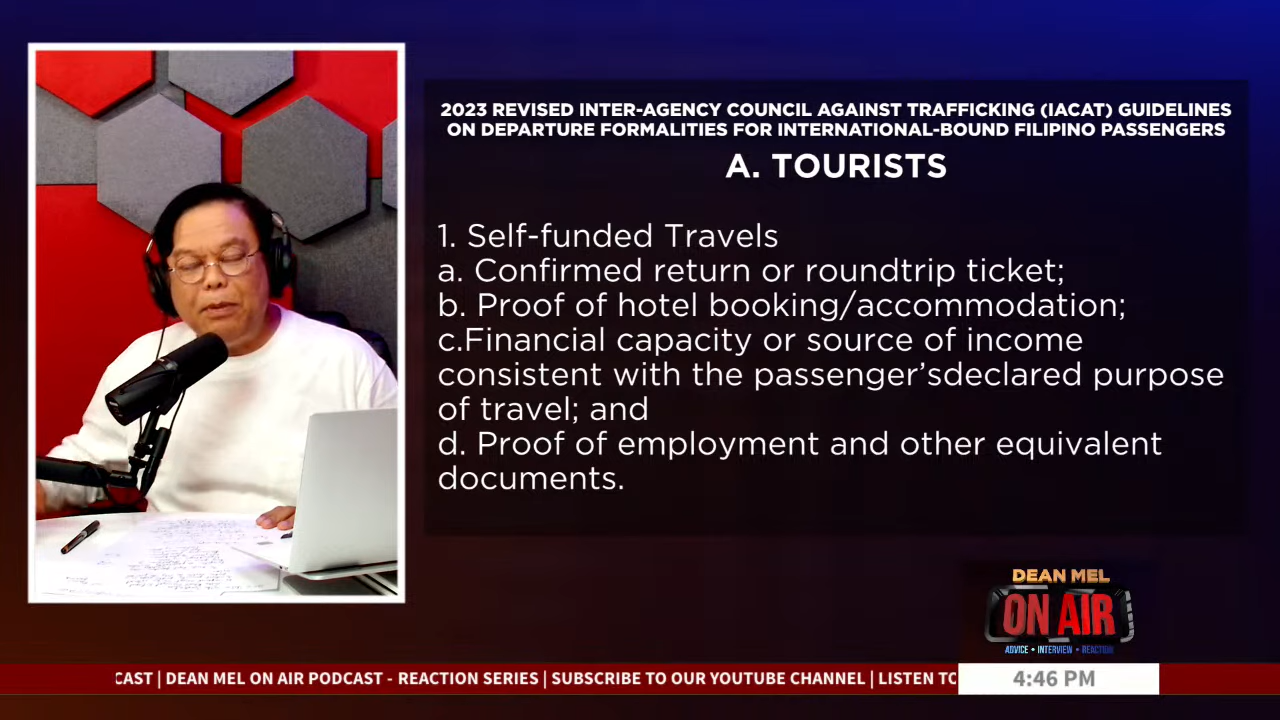 2023 REVISED INTER-AGENCY COUNCIL AGAINST TRAFFICKING (IACAT) GUIDELINES
ON DEPARTURE FORMALITIES FOR INTERNATIONAL-BOUND FILIPINO PASSENGERS
A. TOURISTS
1. Self-funded Travels
a. Confirmed return or roundtrip ticket;
b. Proof of hotel booking/accommodation;
c.Financial capacity or source of income
consistent with the passenger'sdeclared purpose
of travel; and
d. Proof of employment and other equivalent
documents.
DEAN MEL
ON AIR
ADVICE • INTERVIEW • REACTION
CAST | DEAN MEL ON AIR PODCAST - REACTION SERIES | SUBSCRIBE TO OUR YOUTUBE CHANNEL | LISTEN TO
4:46 PM